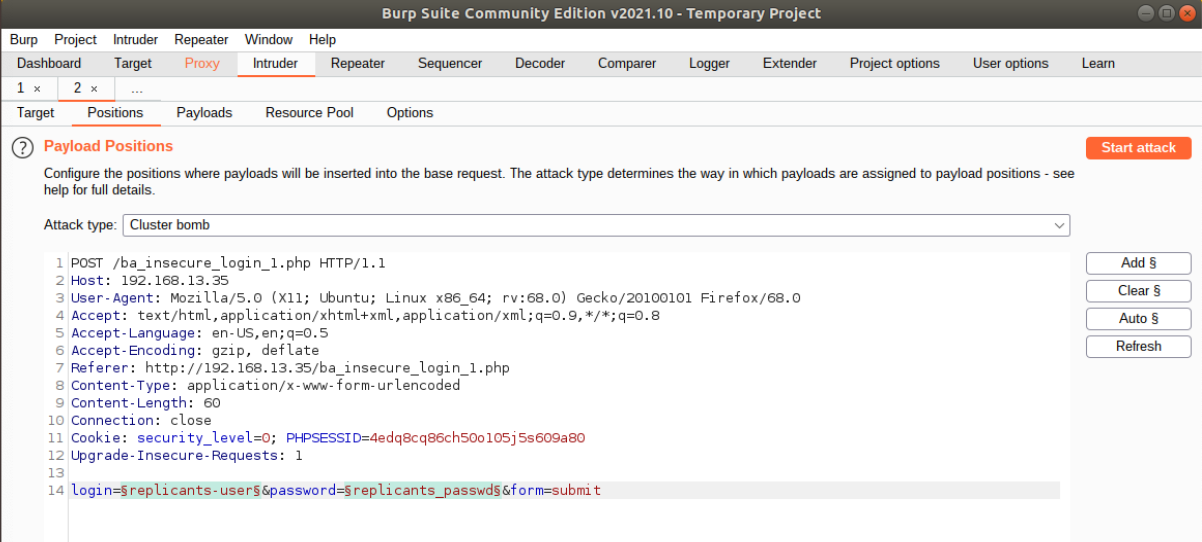 Burp Suite Community Edition v2021.10 - Temporary Project
Burp Project Intruder Repeater Window Help
Dashboard Target Proxy Intruder Repeater Sequencer Decoder Comparer Logger Extender Project options User options Learn
1 × 2 × ...
Target Positions Payloads Resource Pool Options
? Payload Positions Start attack
Configure the positions where payloads will be inserted into the base request. The attack type determines the way in which payloads are assigned to payload positions - see
help for full details.
Attack type: Cluster bomb
Add §
Clear §
Auto §
Refresh
1 POST /ba_insecure_login_1.php HTTP/1.1
2 Host: 192.168.13.35
3 User-Agent: Mozilla/5.0 (X11; Ubuntu; Linux x86_64; rv:68.0) Gecko/20100101 Firefox/68.0
4 Accept: text/html,application/xhtml+xml,application/xml;q=0.9,*/*;q=0.8
5 Accept-Language: en-US,en;q=0.5
6 Accept-Encoding: gzip, deflate
7 Referer: http://192.168.13.35/ba_insecure_login_1.php
8 Content-Type: application/x-www-form-urlencoded
9 Content-Length: 60
10 Connection: close
11 Cookie: security_level=0; PHPSESSID=4edq8cq86ch50o105j5s609a80
12 Upgrade-Insecure-Requests: 1
13
14 login=§replicants-user§&password=§replicants_passwd§&form=submit